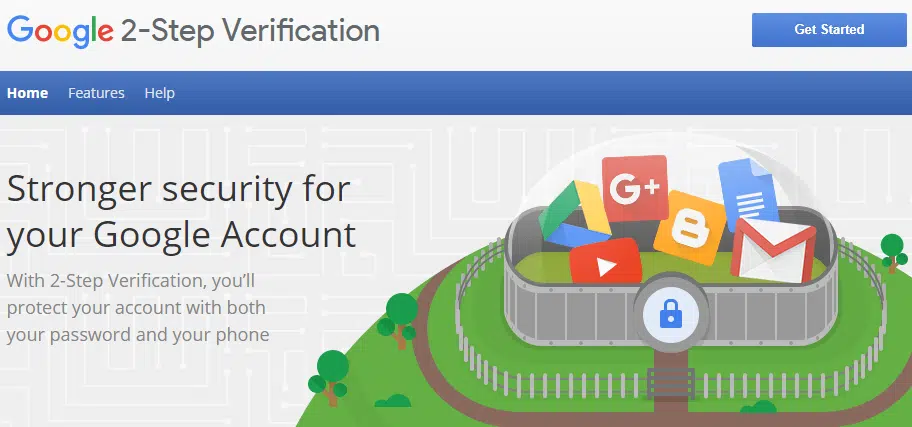 Google 2-Step Verification
Get Started
Home Features Help
Stronger security for
your Google Account
With 2-Step Verification, you’ll
protect your account with both
your password and your phone
G+